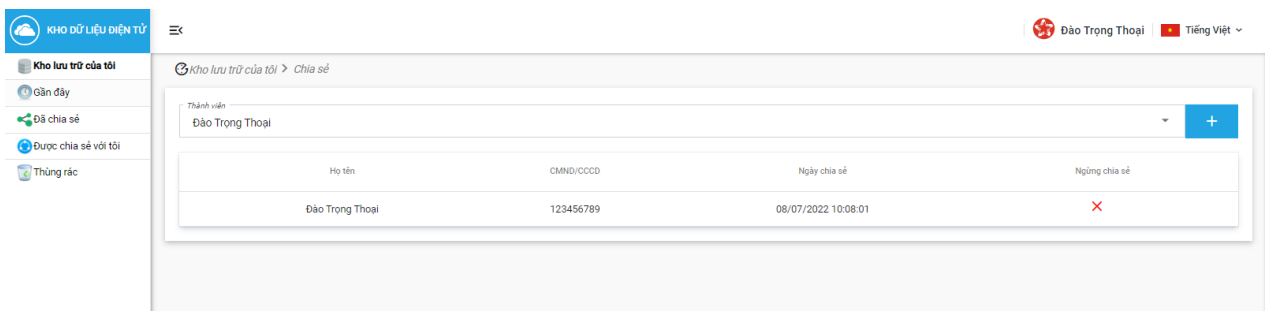 KHO DỮ LIỆU ĐIỆN TỬ
Đào Trọng Thoại
Tiếng Việt
Kho lưu trữ của tôi
Gần đây
Đã chia sẻ
Được chia sẻ với tôi
Thùng rác
Kho lưu trữ của tôi > Chia sẻ
Thành viên
Đào Trọng Thoại
+
Họ tên CMND/CCCD Ngày chia sẻ Ngừng chia sẻ
Đào Trọng Thoại 123456789 08/07/2022 10:08:01